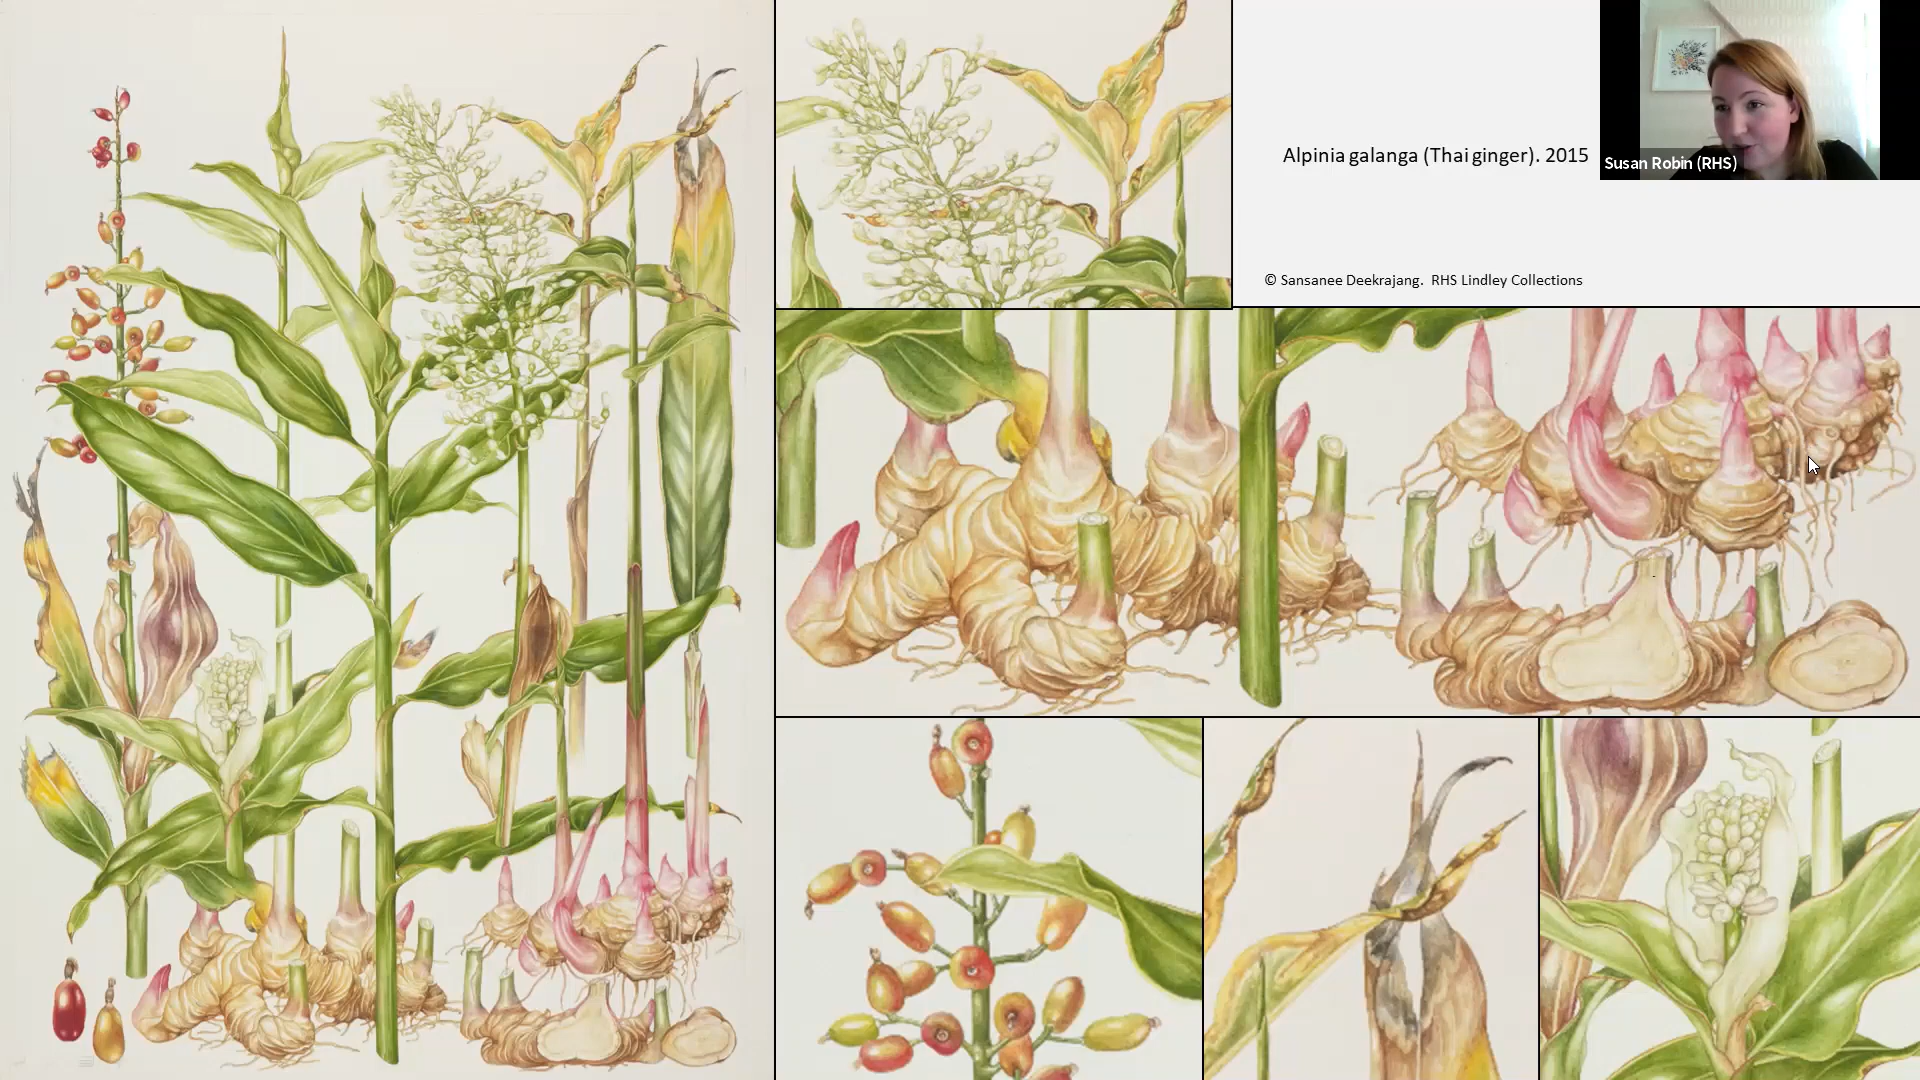 Alpinia galanga (Thai ginger). 2015
Susan Robin (RHS)
© Sansanee Deekrajang. RHS Lindley Collections